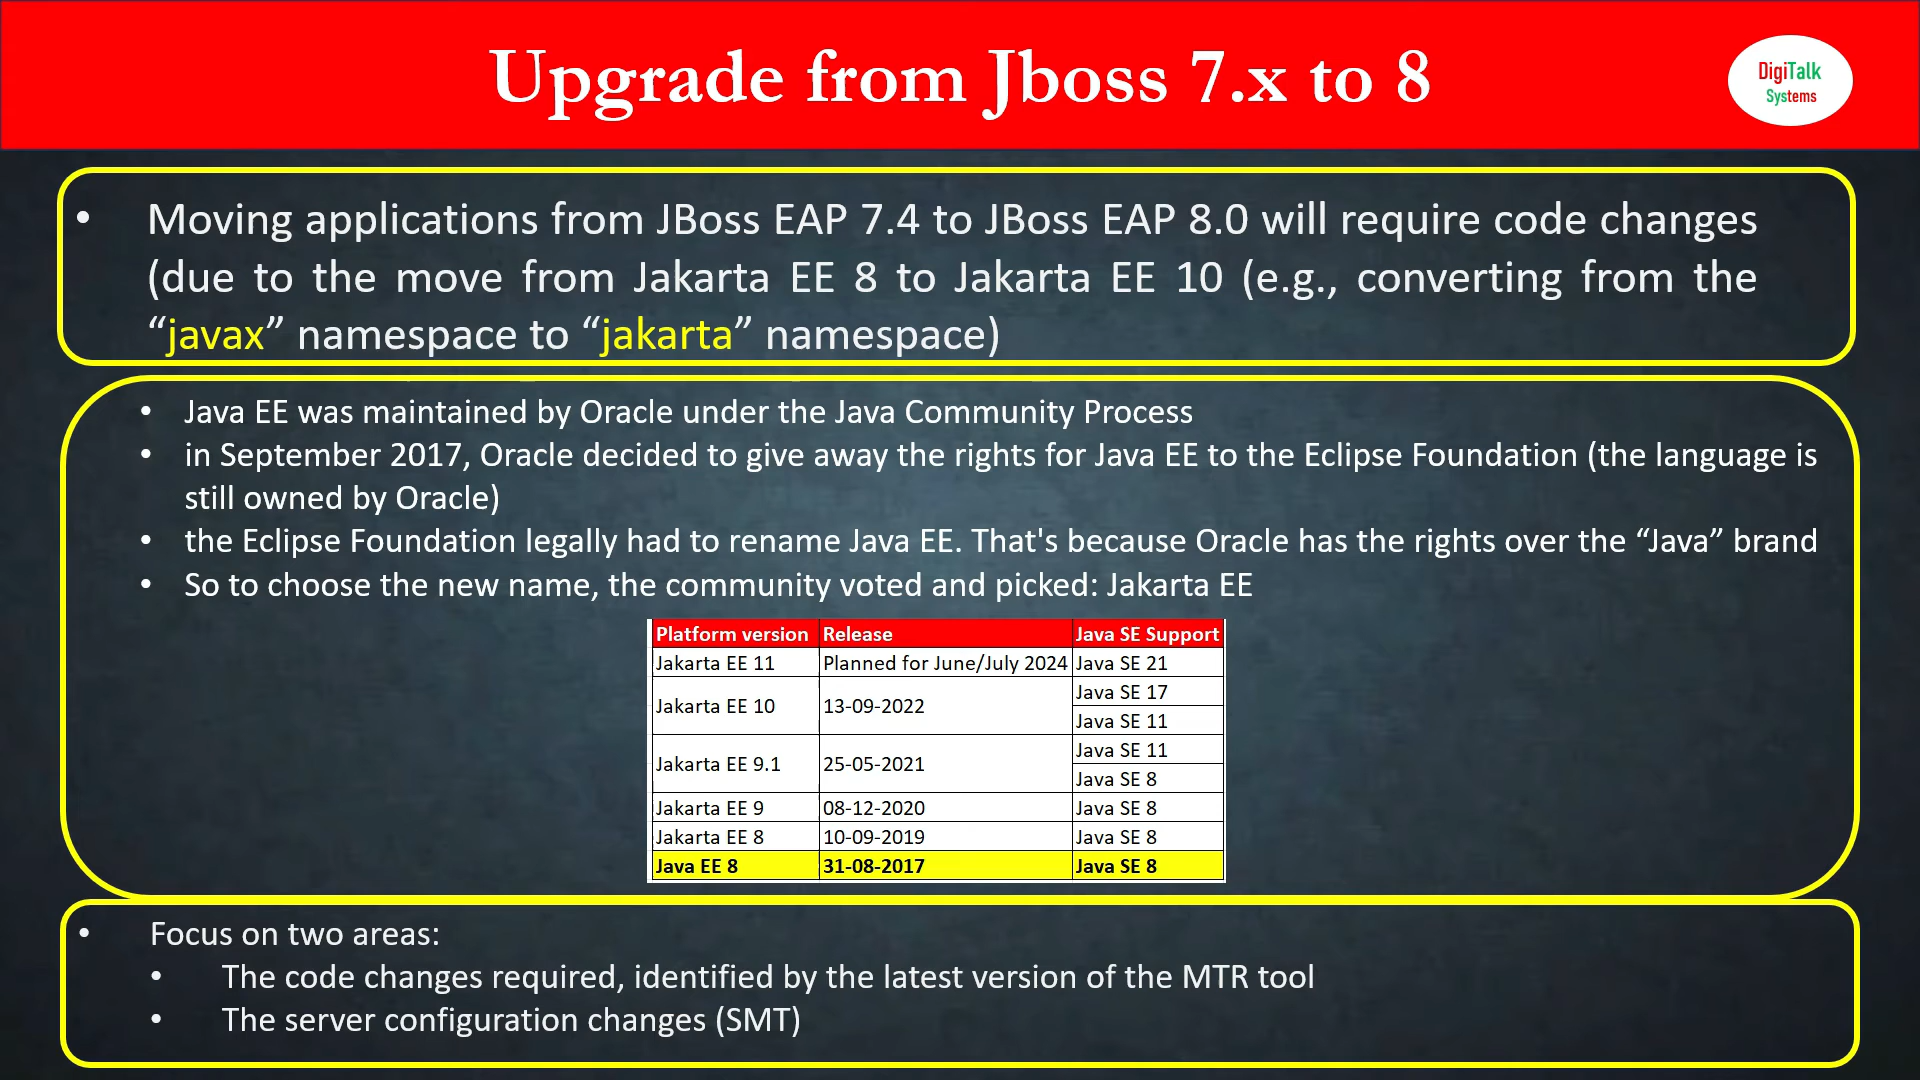 Upgrade from Jboss 7.x to 8
DigiTalk
Systems
• Moving applications from JBoss EAP 7.4 to JBoss EAP 8.0 will require code changes
(due to the move from Jakarta EE 8 to Jakarta EE 10 (e.g., converting from the
“javax” namespace to “jakarta” namespace)
• Java EE was maintained by Oracle under the Java Community Process
• in September 2017, Oracle decided to give away the rights for Java EE to the Eclipse Foundation (the language is
still owned by Oracle)
• the Eclipse Foundation legally had to rename Java EE. That's because Oracle has the rights over the “Java” brand
• So to choose the new name, the community voted and picked: Jakarta EE
Platform version Release Java SE Support
Jakarta EE 11 Planned for June/July 2024 Java SE 21
Jakarta EE 10 13-09-2022 Java SE 17
Java SE 11
Jakarta EE 9.1 25-05-2021 Java SE 11
Java SE 8
Jakarta EE 9 08-12-2020 Java SE 8
Jakarta EE 8 10-09-2019 Java SE 8
Java EE 8 31-08-2017 Java SE 8
• Focus on two areas:
• The code changes required, identified by the latest version of the MTR tool
• The server configuration changes (SMT)